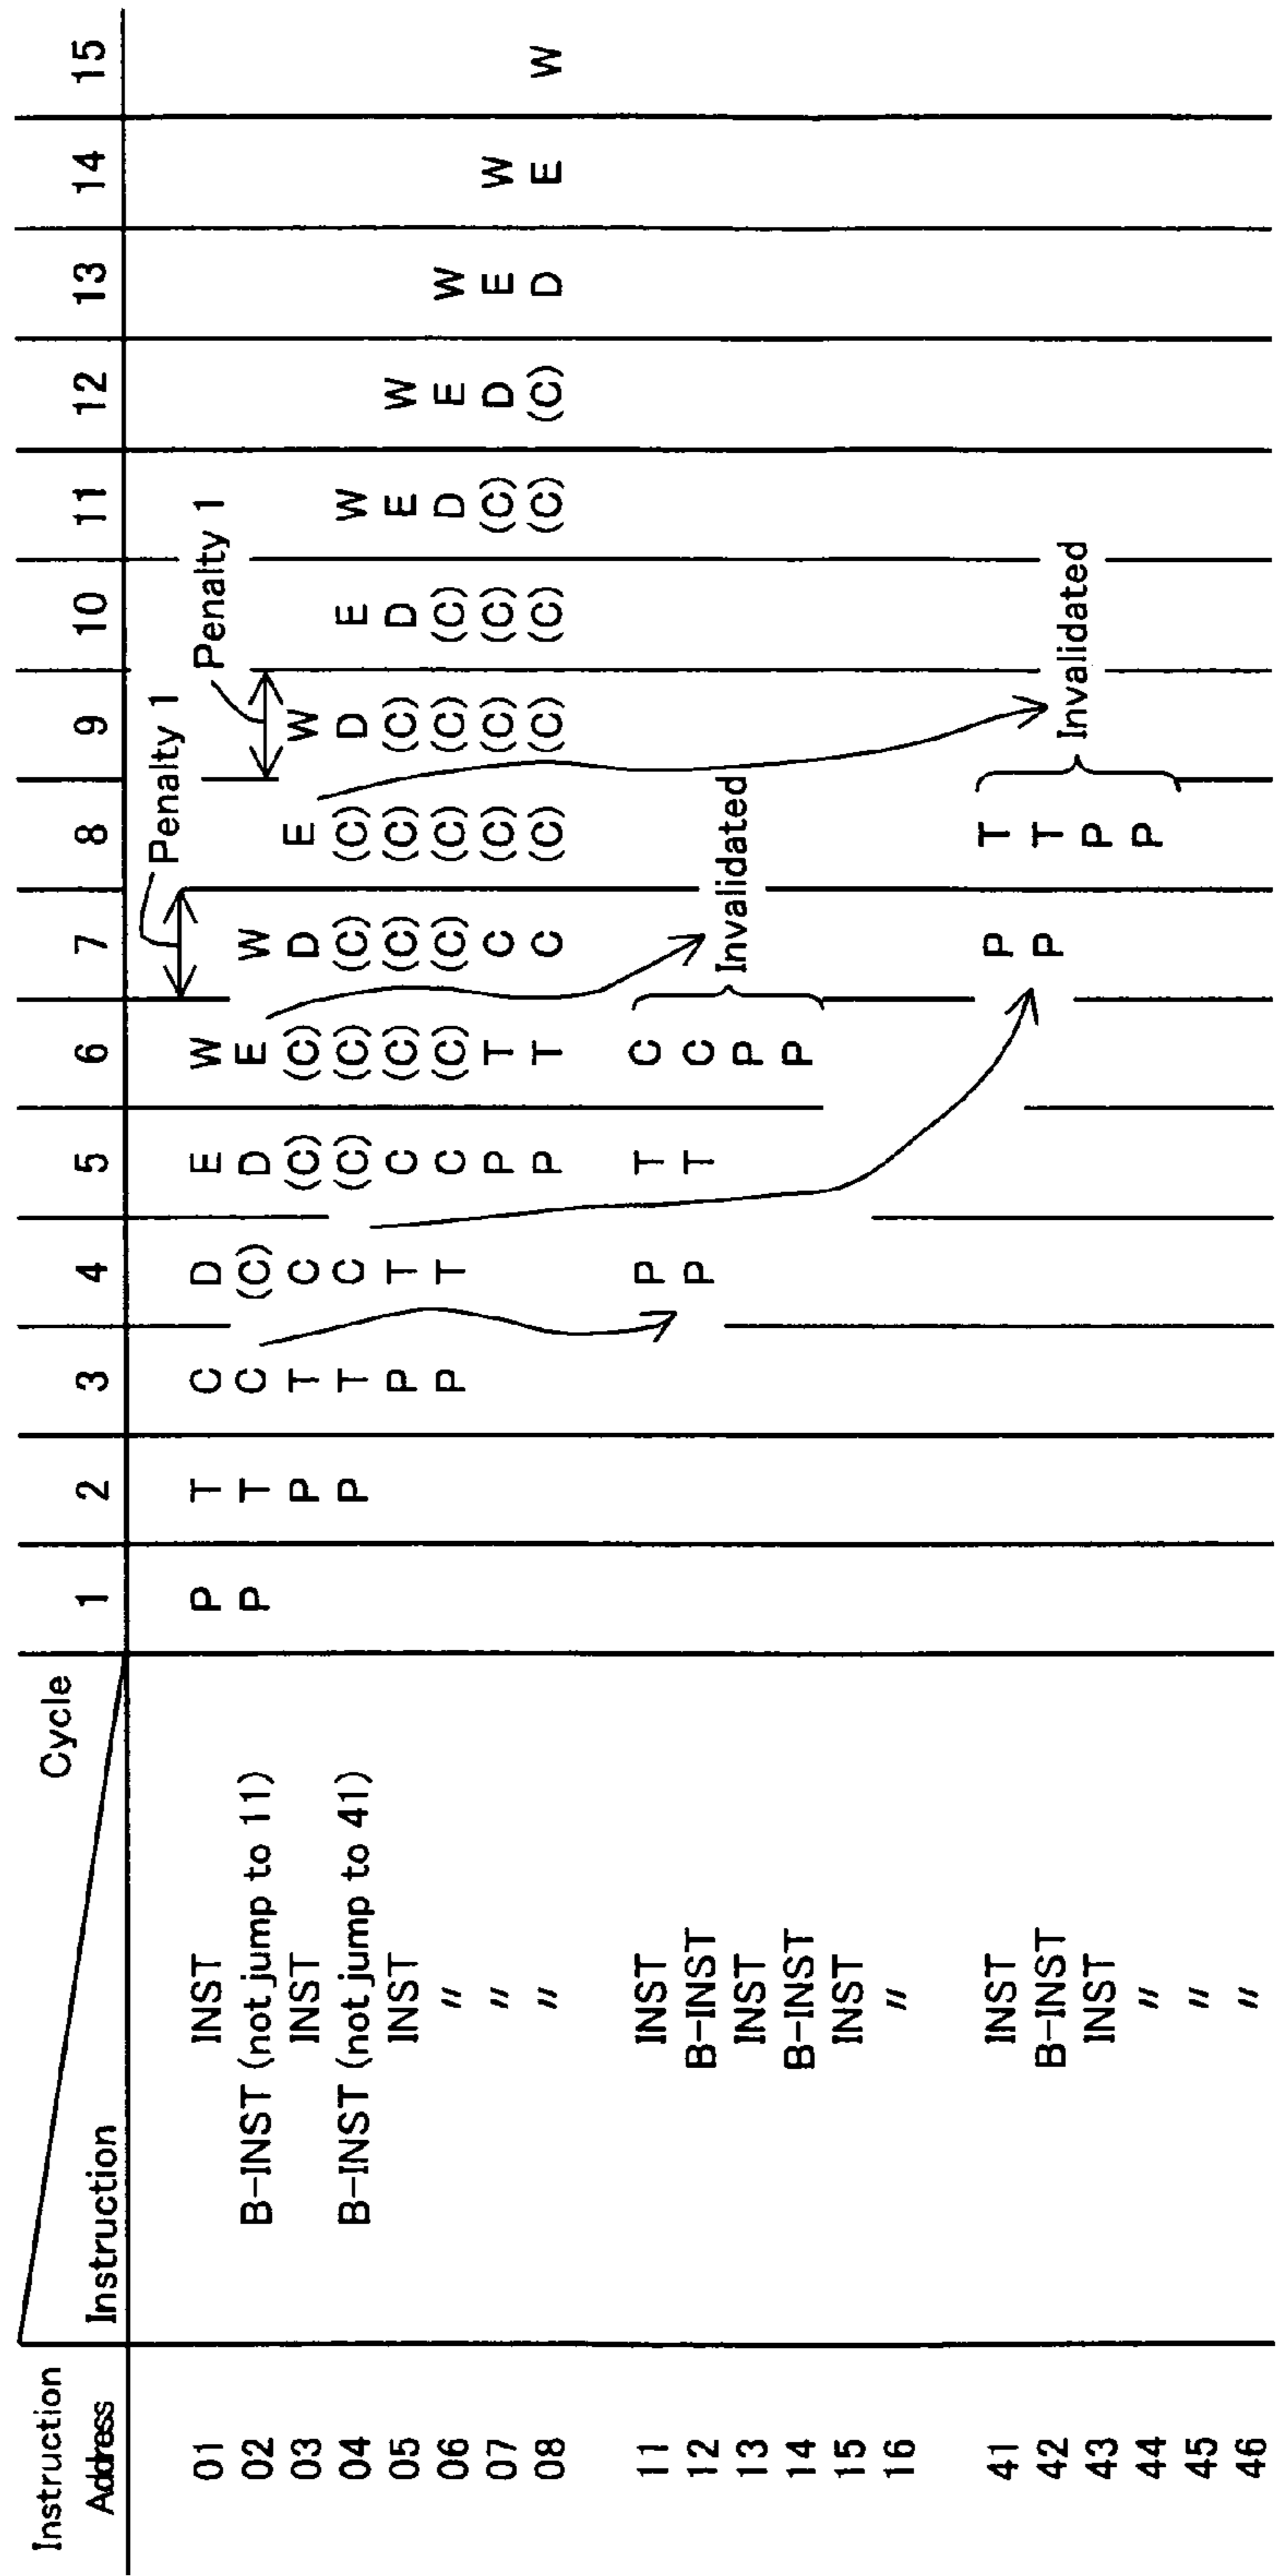 Instruction Cycle 1 2 3 4 5 6 7 8 9 10 11 12 13 14 15
Address Instruction
Penalty 1
Penalty 1
01 INST P T C D E W
02 B-INST (not jump to 11) P T C (C) D E W
03 INST P T C (C) (C) D E W
04 B-INST (not jump to 41) P T C (C) (C) (C) (C) D E W
05 INST P T C (C) (C) (C) (C) D E W
06 〃 P T C (C) (C) (C) (C) (C) D E W
07 〃 P T C (C) (C) (C) (C) D E W
08 〃 P T C (C) (C) (C) (C) (C) D E W
11 INST P T C
12 B-INST P T C
13 INST P Invalidated
14 B-INST P
15 INST
16 〃
41 INST P T
42 B-INST P T
43 INST P Invalidated
44 〃 P
45 〃
46 〃